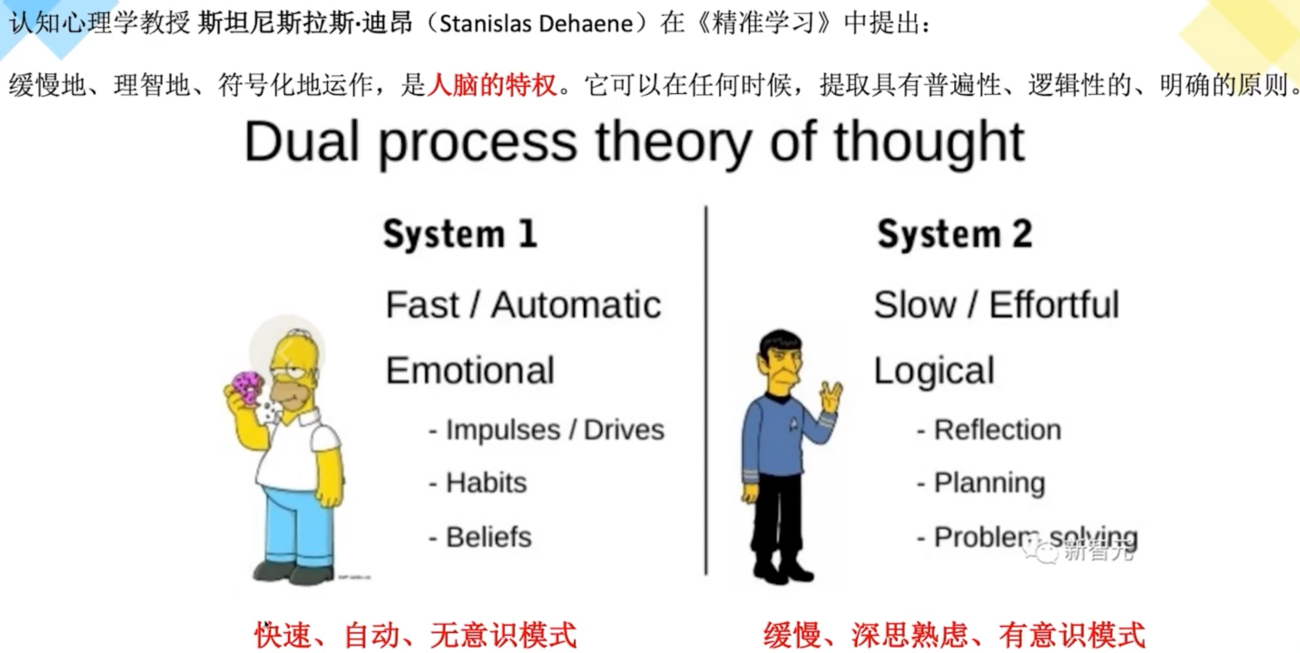 认知心理学教授 斯坦尼斯拉斯·迪昂（Stanislas Dehaene）在《精准学习》中提出：
缓慢地、理智地、符号化地运作，是人脑的特权。它可以在任何时候，提取具有普遍性、逻辑性的、明确的原则。
Dual process theory of thought
System 1
Fast / Automatic
Emotional
- Impulses / Drives
- Habits
- Beliefs
快速、自动、无意识模式
System 2
Slow / Effortful
Logical
- Reflection
- Planning
- Problem solving
新智元
缓慢、深思熟虑、有意识模式